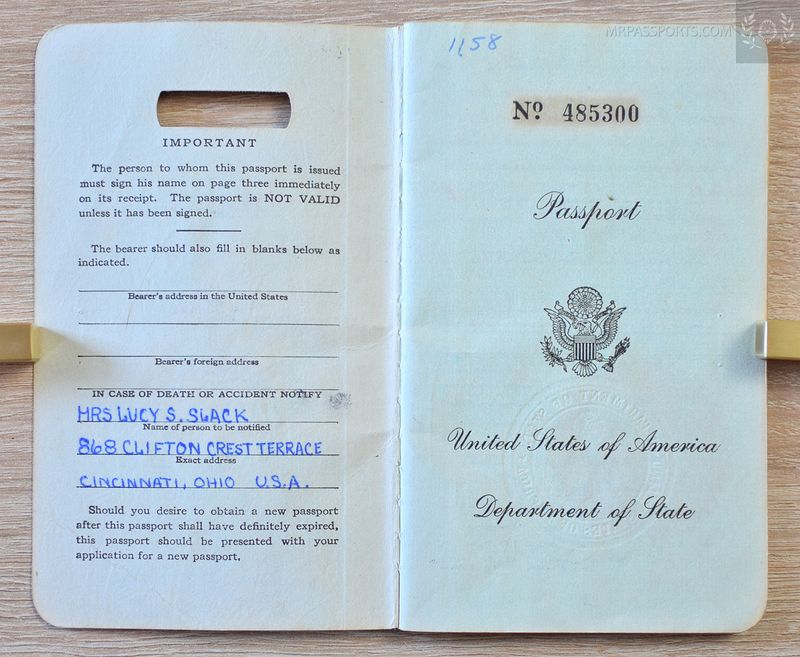 IMPORTANT
The person to whom this passport is issued
must sign his name on page three immediately
on its receipt. The passport is NOT VALID
unless it has been signed.
The bearer should also fill in blanks below as
indicated.
Bearer's address in the United States
Bearer's foreign address
IN CASE OF DEATH OR ACCIDENT NOTIFY
MRS LUCY S. SLACK
Name of person to be notified
868 CLIFTON CREST TERRACE
Exact address
CINCINNATI, OHIO U.S.A.
Should you desire to obtain a new passport
after this passport shall have definitely expired,
this passport should be presented with your
application for a new passport.
MRPASSPORTS.COM
1,58
No 485300
Passport
United States of America
Department of State